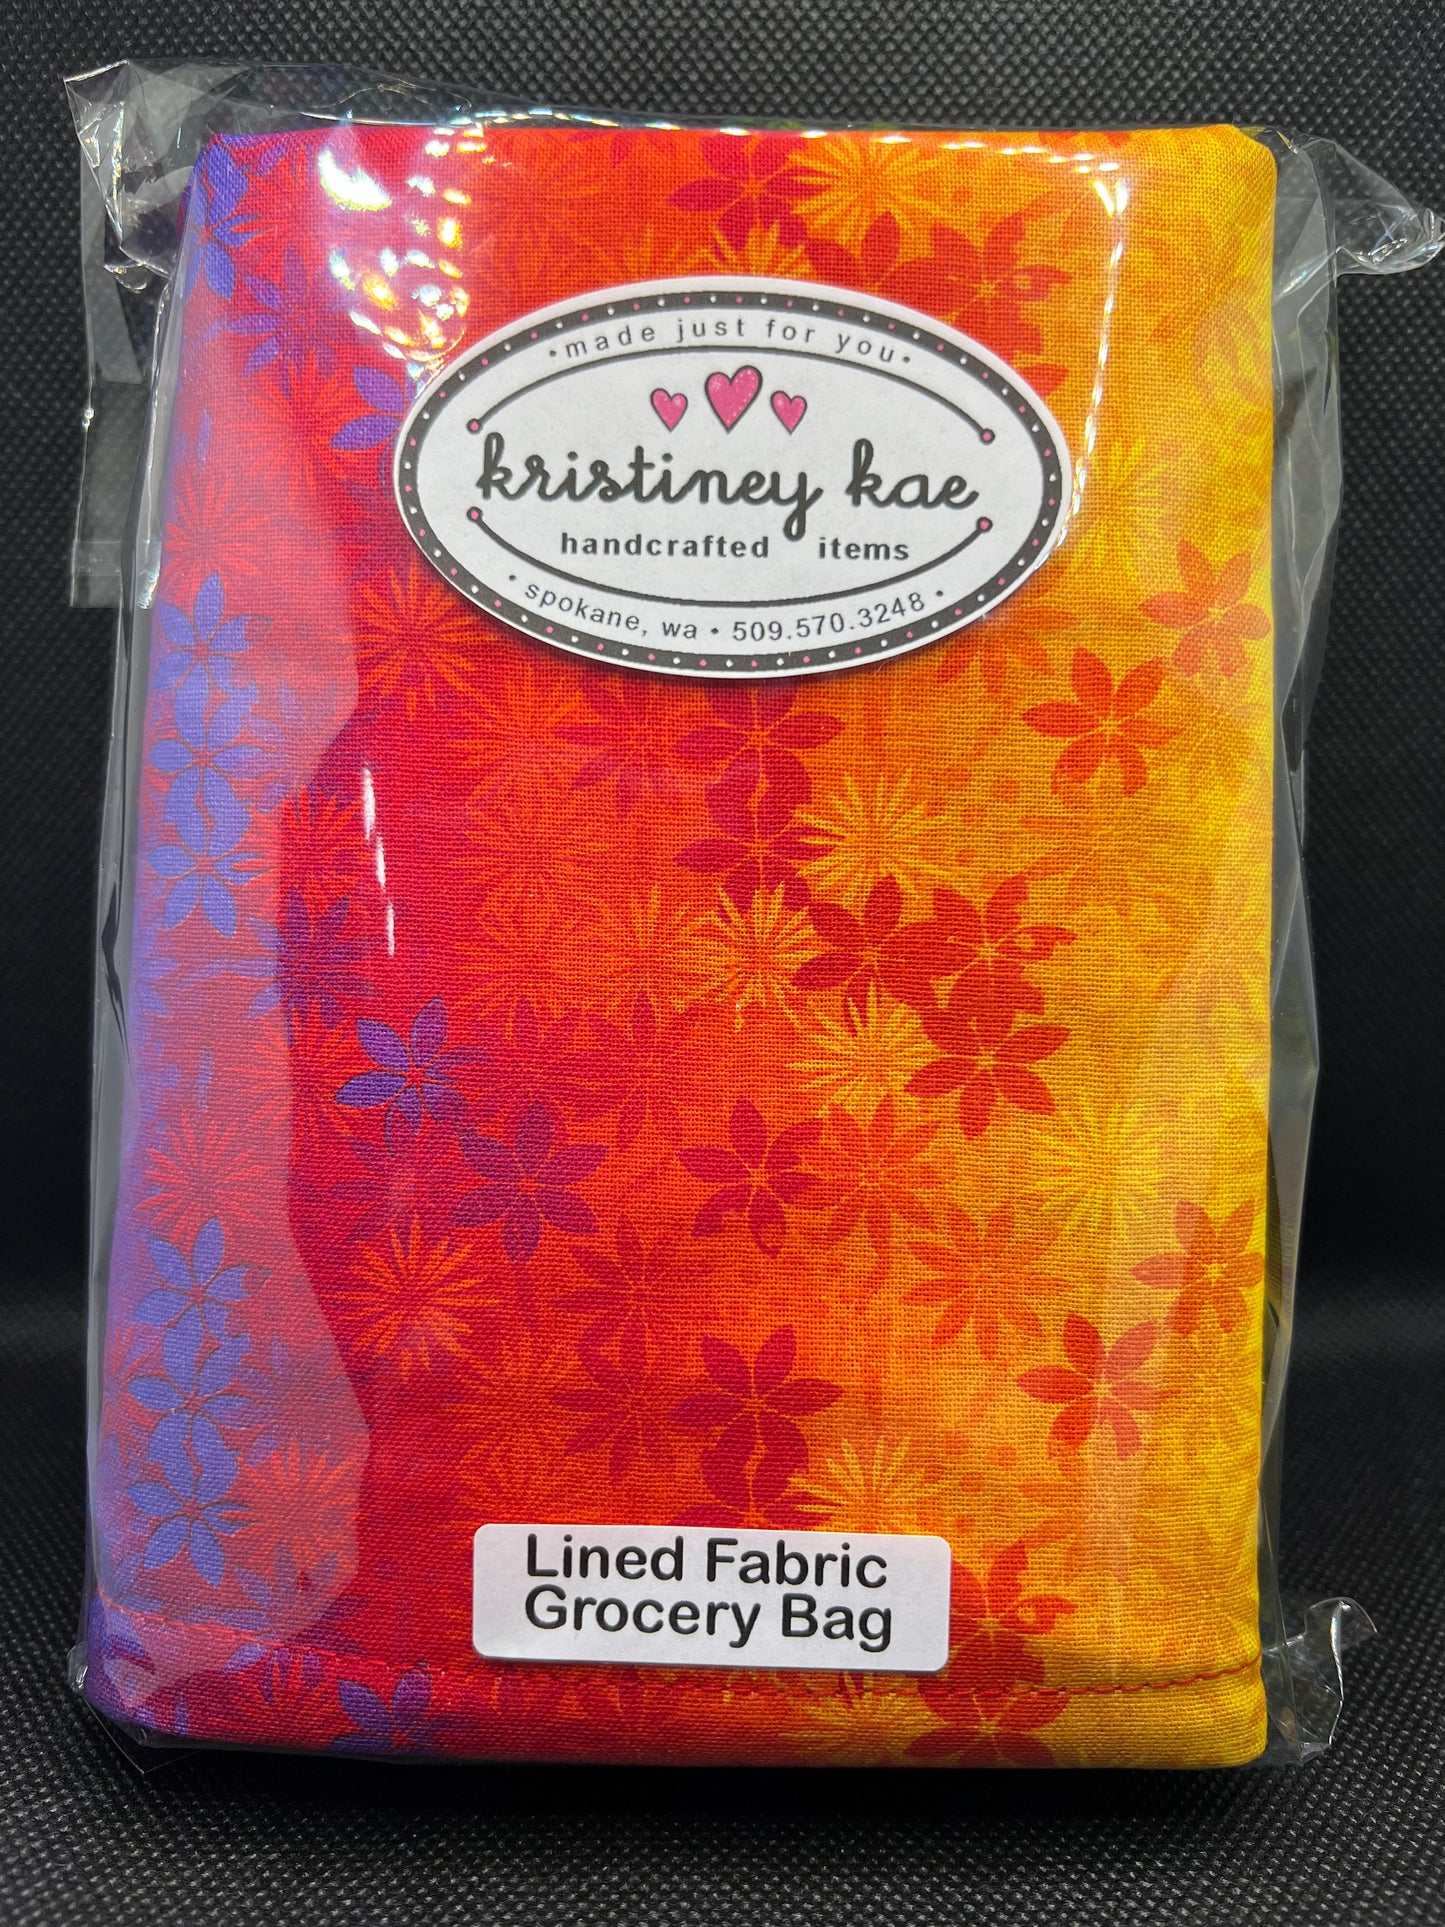 •made just for you•
kristiney kae
handcrafted items
• spokane, wa • 509.570.3248 •
Lined Fabric
Grocery Bag